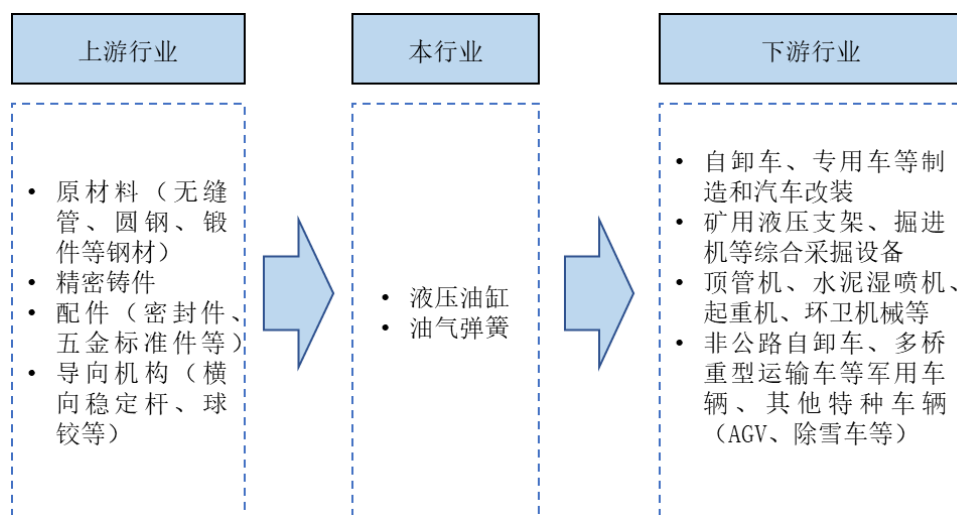 上游行业
本行业
下游行业
• 原材料（无缝
管、圆钢、锻
件等钢材）
• 精密铸件
• 配件（密封件、
五金标准件等）
• 导向机构（横
向稳定杆、球
铰等）
• 液压油缸
• 油气弹簧
• 自卸车、专用车等制
造和汽车改装
• 矿用液压支架、掘进
机等综合采掘设备
• 顶管机、水泥湿喷机、
起重机、环卫机械等
• 非公路自卸车、多桥
重型运输车等军用车
辆、其他特种车辆
（AGV、除雪车等）